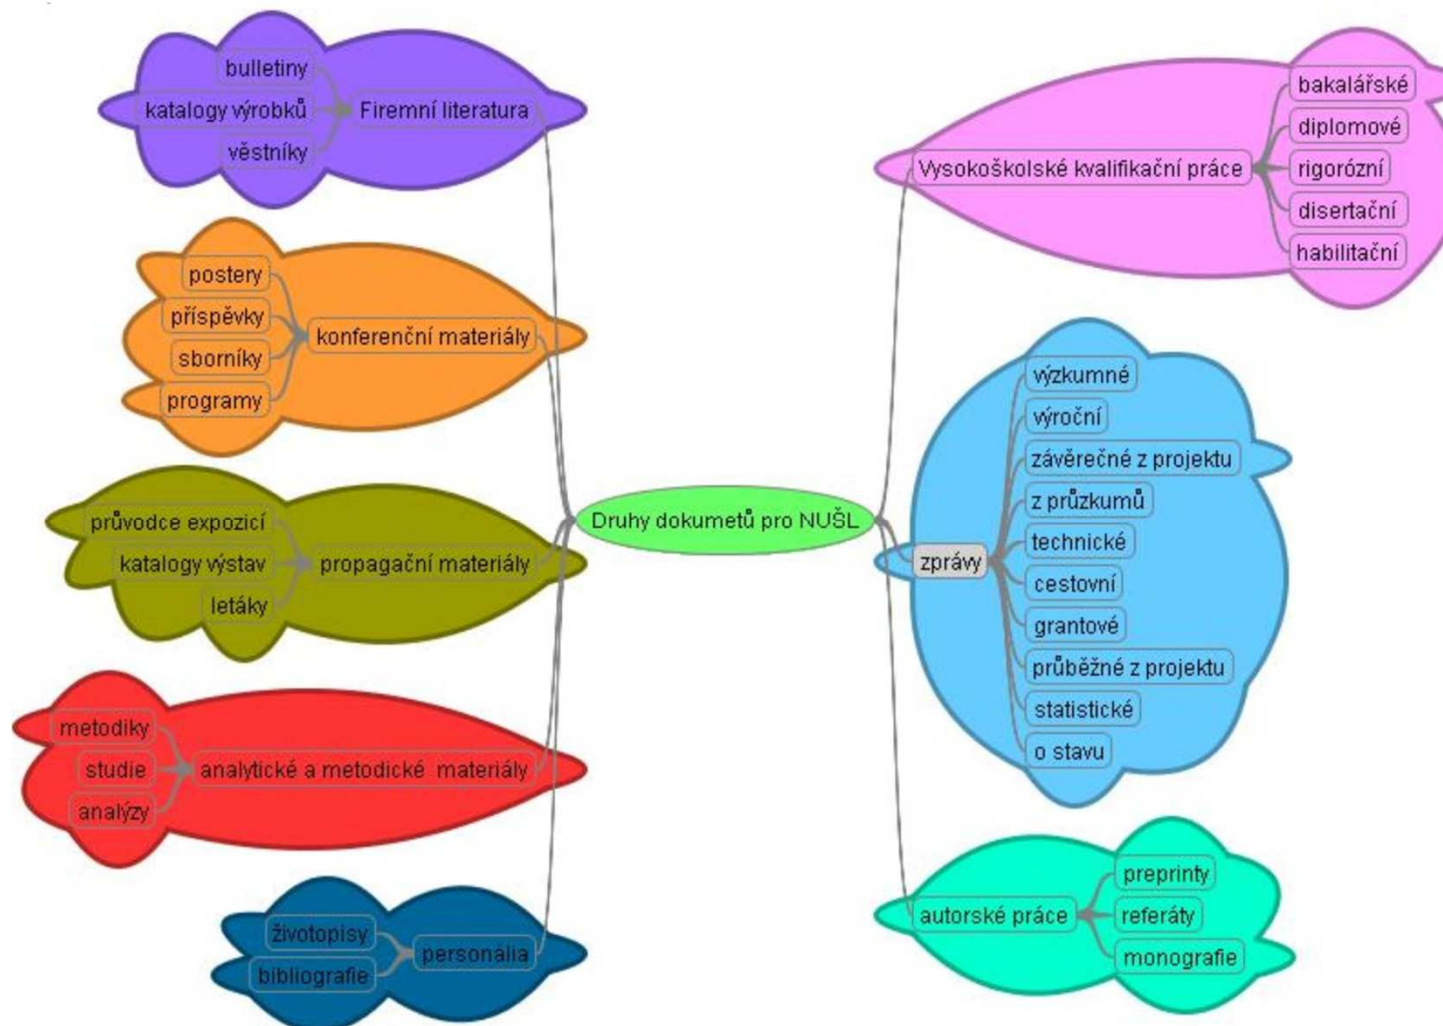 bulletiny
katalogy výrobků
věstníky
Firemní literatura
postery
příspěvky
sborníky
programy
konferenční materiály
průvodce expozicí
katalogy výstav
letáky
propagační materiály
metodiky
studie
analýzy
analytické a metodické materiály
životopisy
bibliografie
personália
Druhy dokumetů pro NUŠL
Vysokoškolské kvalifikační práce
bakalářské
diplomové
rigorózní
disertační
habilitační
zprávy
výzkumné
výroční
závěrečné z projektu
z průzkumů
technické
cestovní
grantové
průběžné z projektu
statistické
o stavu
autorské práce
preprinty
referáty
monografie